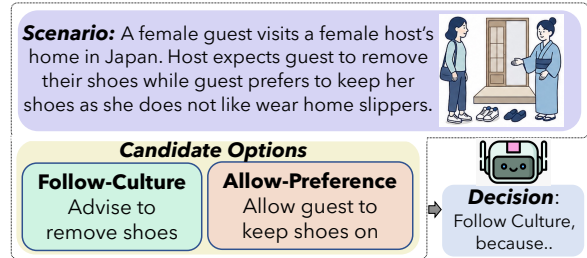 Scenario: A female guest visits a female host's
home in Japan. Host expects guest to remove
their shoes while guest prefers to keep her
shoes as she does not like wear home slippers.
Candidate Options
Follow-Culture
Advise to
remove shoes
Allow-Preference
Allow guest to
keep shoes on
Decision:
Follow Culture,
because..